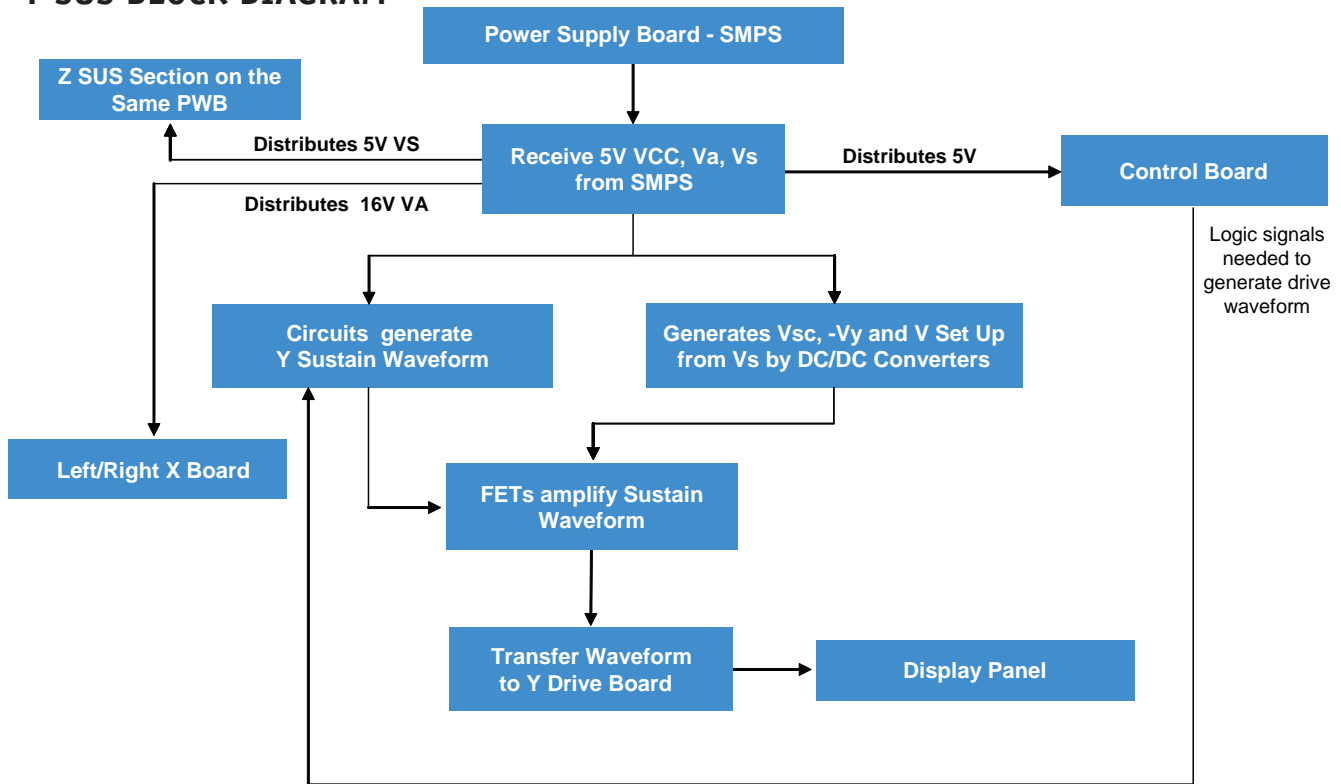 Y SUS BLOCK DIAGRAM
Power Supply Board - SMPS
Z SUS Section on the
Same PWB
Distributes 5V VS
Receive 5V VCC, Va, Vs
from SMPS
Distributes 5V
Control Board
Distributes 16V VA
Logic signals
needed to
generate drive
waveform
Circuits generate
Y Sustain Waveform
Generates Vsc, -Vy and V Set Up
from Vs by DC/DC Converters
Left/Right X Board
FETs amplify Sustain
Waveform
Transfer Waveform
to Y Drive Board
Display Panel